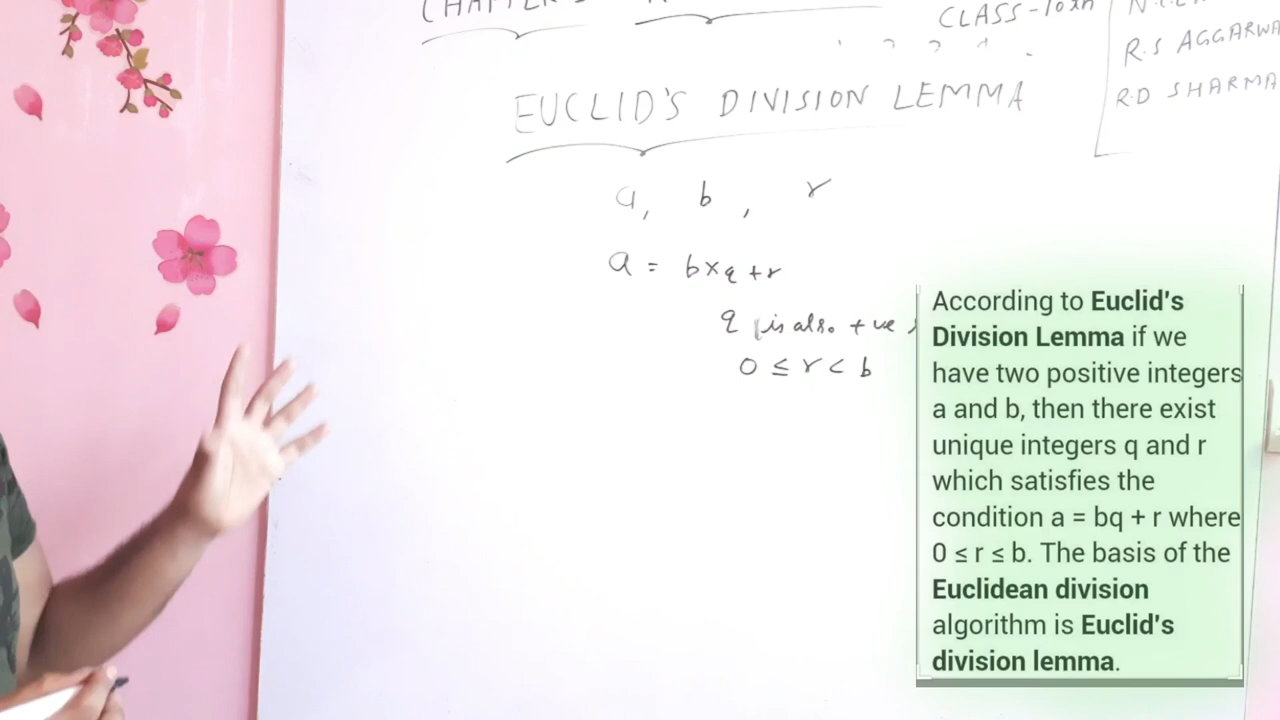 CHAPTER-
CLASS-10th
R.S AGGARWA
R.D SHARMA
EUCLID'S DIVISION LEMMA
a, b, r
a = b×q +r
q is also +ve
0 ≤ r < b
According to Euclid's
Division Lemma if we
have two positive integers
a and b, then there exist
unique integers q and r
which satisfies the
condition a = bq + r where
0 ≤ r ≤ b. The basis of the
Euclidean division
algorithm is Euclid's
division lemma.